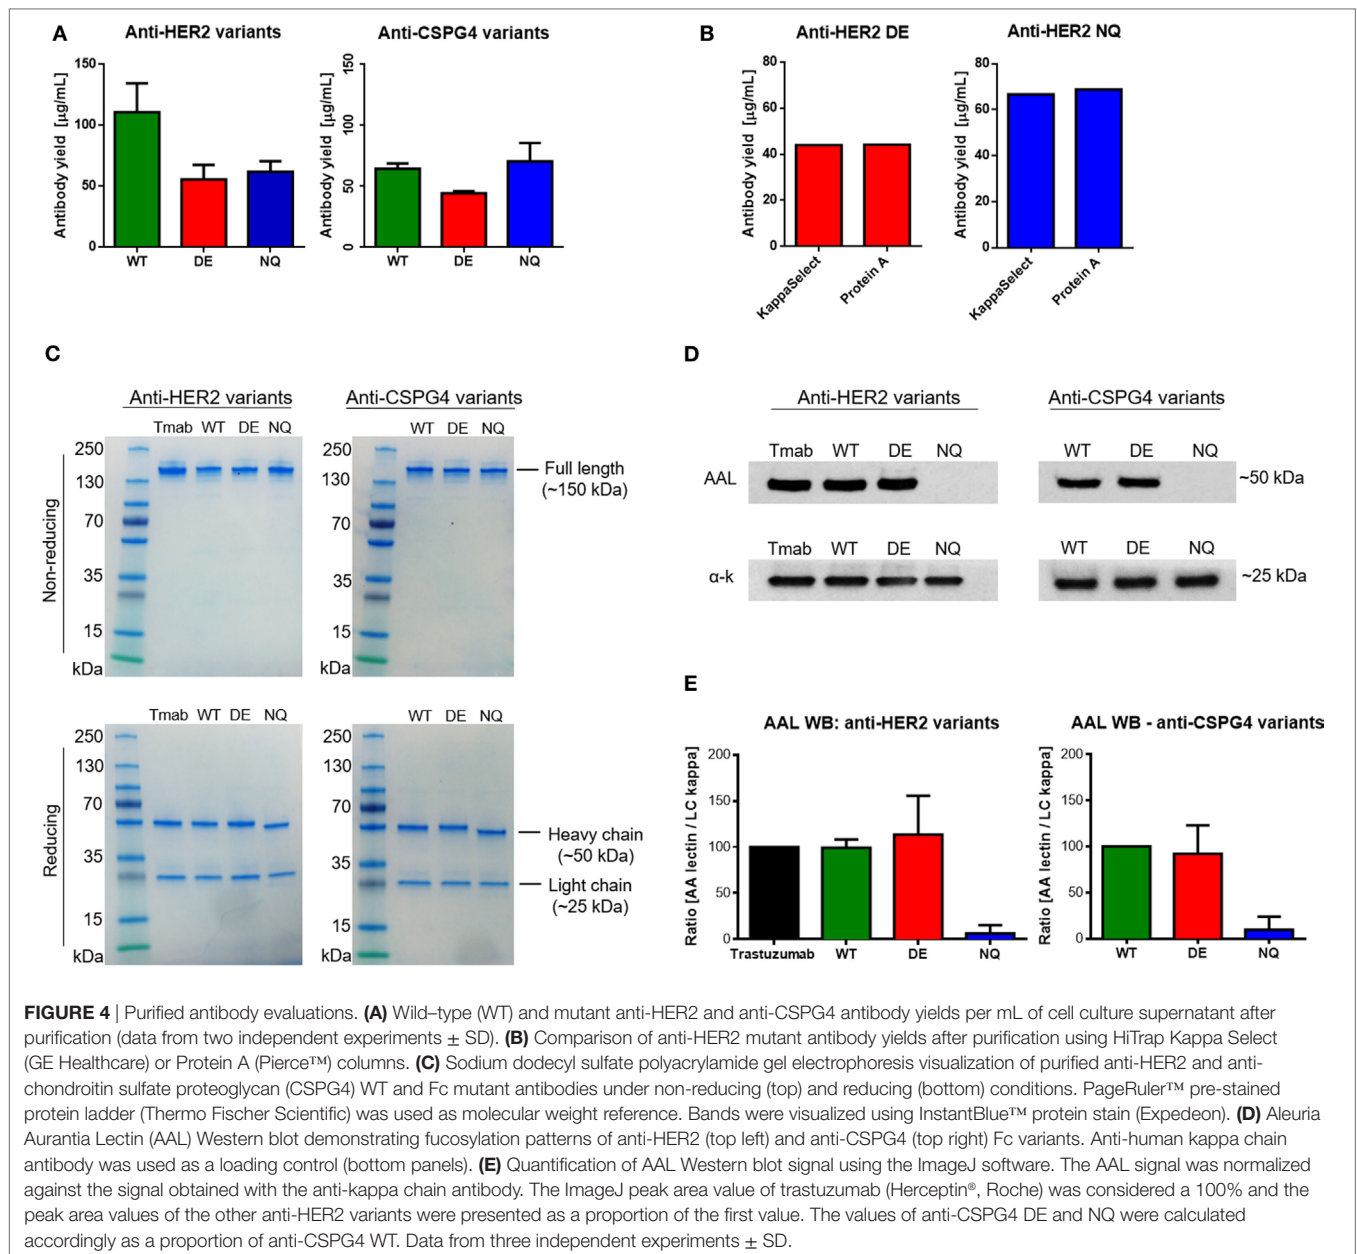 A
Anti-HER2 variants
Anti-CSPG4 variants
Antibody yield [µg/mL]
150
100
50
0
WT DE NQ
Antibody yield [µg/mL]
150
100
50
0
WT DE NQ
B
Anti-HER2 DE
Anti-HER2 NQ
Antibody yield [µg/mL]
80
60
40
20
0
KappaSelect
Protein A
Antibody yield [µg/mL]
80
60
40
20
0
KappaSelect
Protein A
C
Anti-HER2 variants
Anti-CSPG4 variants
Non-reducing
Tmab WT DE NQ
250
130
70
35
15
kDa
WT DE NQ
250
130
70
35
15
kDa
Full length
(~150 kDa)
Reducing
Tmab WT DE NQ
250
130
70
35
15
kDa
WT DE NQ
250
130
70
35
15
kDa
Heavy chain
(~50 kDa)
Light chain
(~25 kDa)
D
Anti-HER2 variants
Anti-CSPG4 variants
Tmab WT DE NQ
WT DE NQ
AAL
~50 kDa
Tmab WT DE NQ
WT DE NQ
α-k
~25 kDa
E
AAL WB: anti-HER2 variants
AAL WB - anti-CSPG4 variants
Ratio [AA lectin / LC kappa]
200
150
100
50
0
Trastuzumab WT DE NQ
Ratio [AA lectin / LC kappa]
200
150
100
50
0
WT DE NQ
FIGURE 4 | Purified antibody evaluations. (A) Wild–type (WT) and mutant anti-HER2 and anti-CSPG4 antibody yields per mL of cell culture supernatant after
purification (data from two independent experiments ± SD). (B) Comparison of anti-HER2 mutant antibody yields after purification using HiTrap Kappa Select
(GE Healthcare) or Protein A (Pierce™) columns. (C) Sodium dodecyl sulfate polyacrylamide gel electrophoresis visualization of purified anti-HER2 and anti-
chondroitin sulfate proteoglycan (CSPG4) WT and Fc mutant antibodies under non-reducing (top) and reducing (bottom) conditions. PageRuler™ pre-stained
protein ladder (Thermo Fischer Scientific) was used as molecular weight reference. Bands were visualized using InstantBlue™ protein stain (Expedeon). (D) Aleuria
Aurantia Lectin (AAL) Western blot demonstrating fucosylation patterns of anti-HER2 (top left) and anti-CSPG4 (top right) Fc variants. Anti-human kappa chain
antibody was used as a loading control (bottom panels). (E) Quantification of AAL Western blot signal using the ImageJ software. The AAL signal was normalized
against the signal obtained with the anti-kappa chain antibody. The ImageJ peak area value of trastuzumab (Herceptin®, Roche) was considered a 100% and the
peak area values of the other anti-HER2 variants were presented as a proportion of the first value. The values of anti-CSPG4 DE and NQ were calculated
accordingly as a proportion of anti-CSPG4 WT. Data from three independent experiments ± SD.